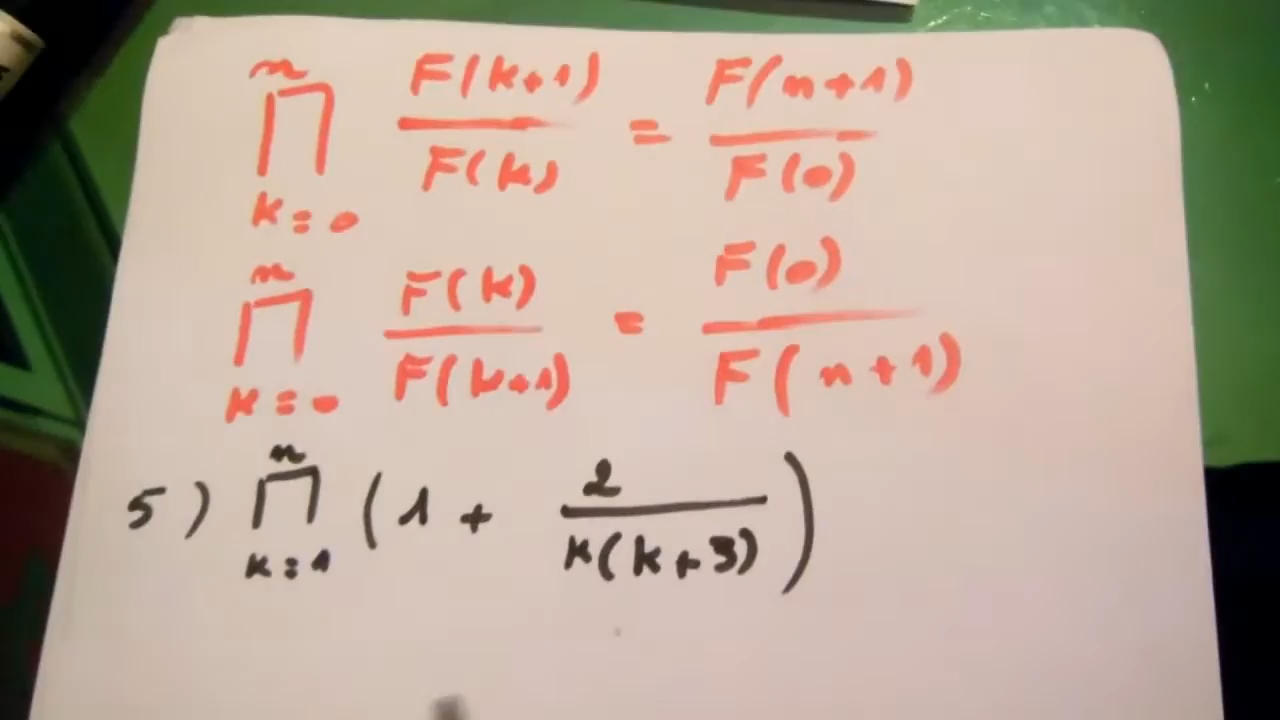 ∏_{k=0}^{n} F(k+1)/F(k) = F(n+1)/F(0)
∏_{k=0}^{n} F(k)/F(k+1) = F(0)/F(n+1)
5) ∏_{k=1}^{n} (1 + 2/(k(k+3)))